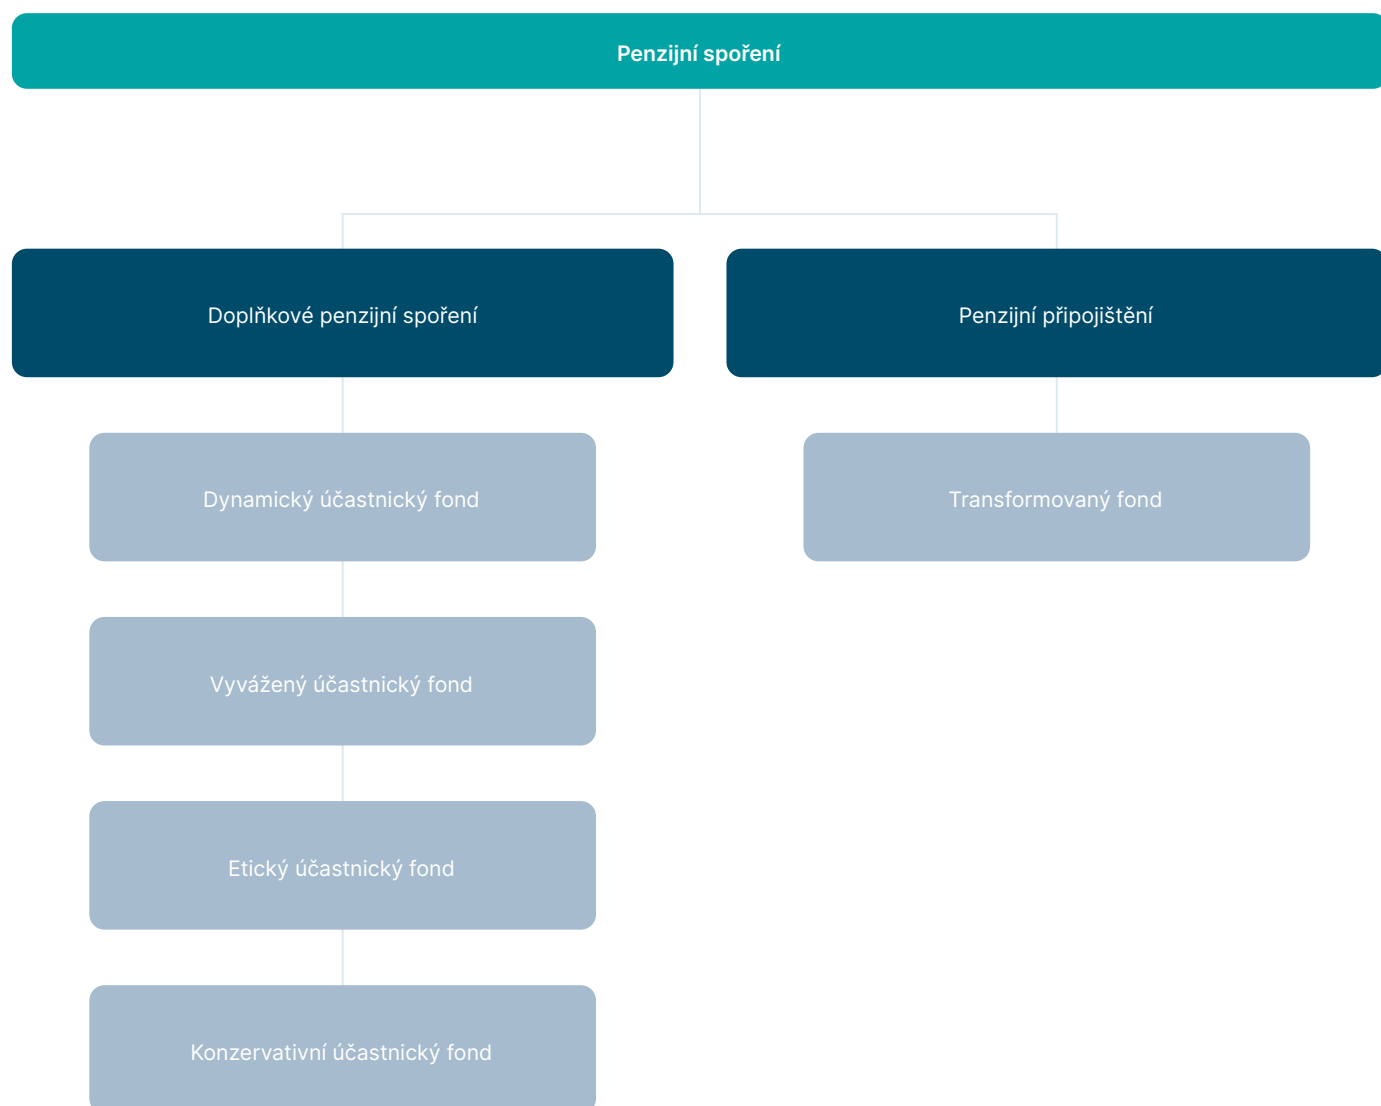 Penzijní spoření
Doplňkové penzijní spoření
Penzijní připojištění
Dynamický účastnický fond
Transformovaný fond
Vyvážený účastnický fond
Etický účastnický fond
Konzervativní účastnický fond